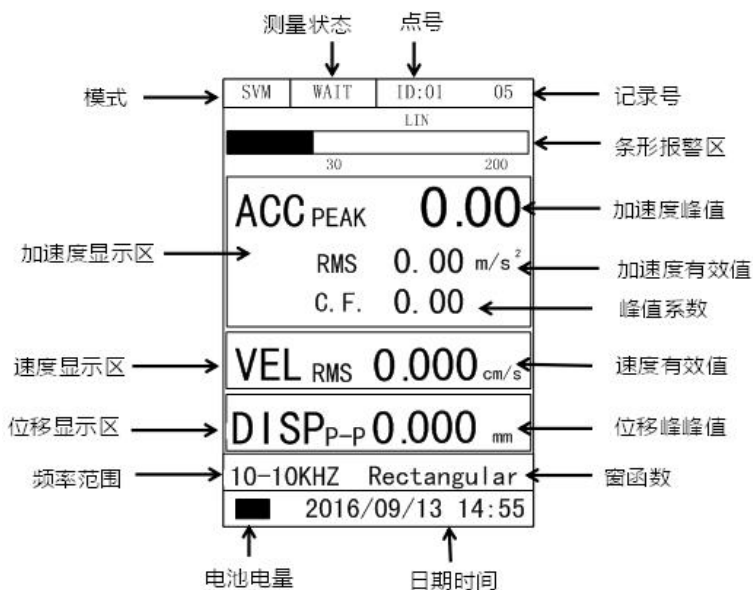 测量状态 点号
模式 SVM WAIT ID:01 05 记录号
LIN
条形报警区
30 200
ACC PEAK 0.00 加速度峰值
加速度显示区 RMS 0.00 m/s² 加速度有效值
C.F. 0.00 峰值系数
速度显示区 VEL RMS 0.000 cm/s 速度有效值
位移显示区 DISP P-P 0.000 mm 位移峰峰值
频率范围 10-10KHZ Rectangular 窗函数
2016/09/13 14:55
电池电量 日期时间